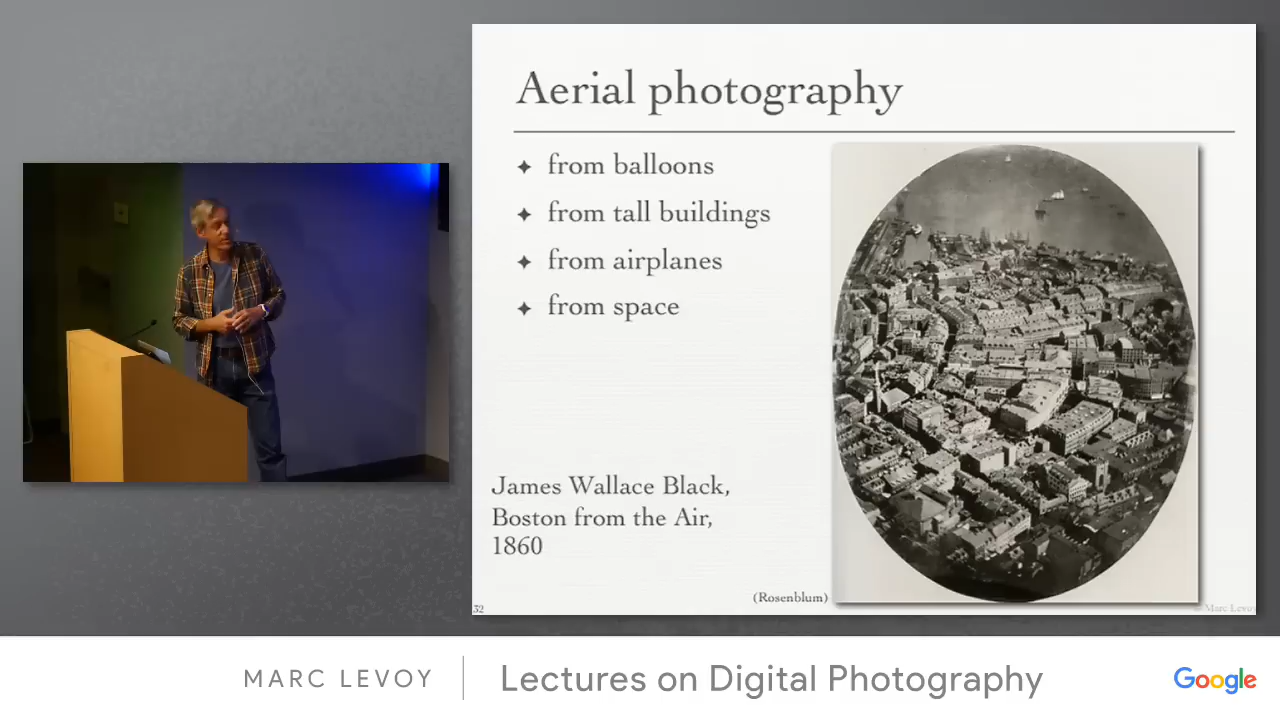 Aerial photography
✦ from balloons
✦ from tall buildings
✦ from airplanes
✦ from space
James Wallace Black,
Boston from the Air,
1860
(Rosenblum)
32
© Marc Levoy
MARC LEVOY
Lectures on Digital Photography
Google